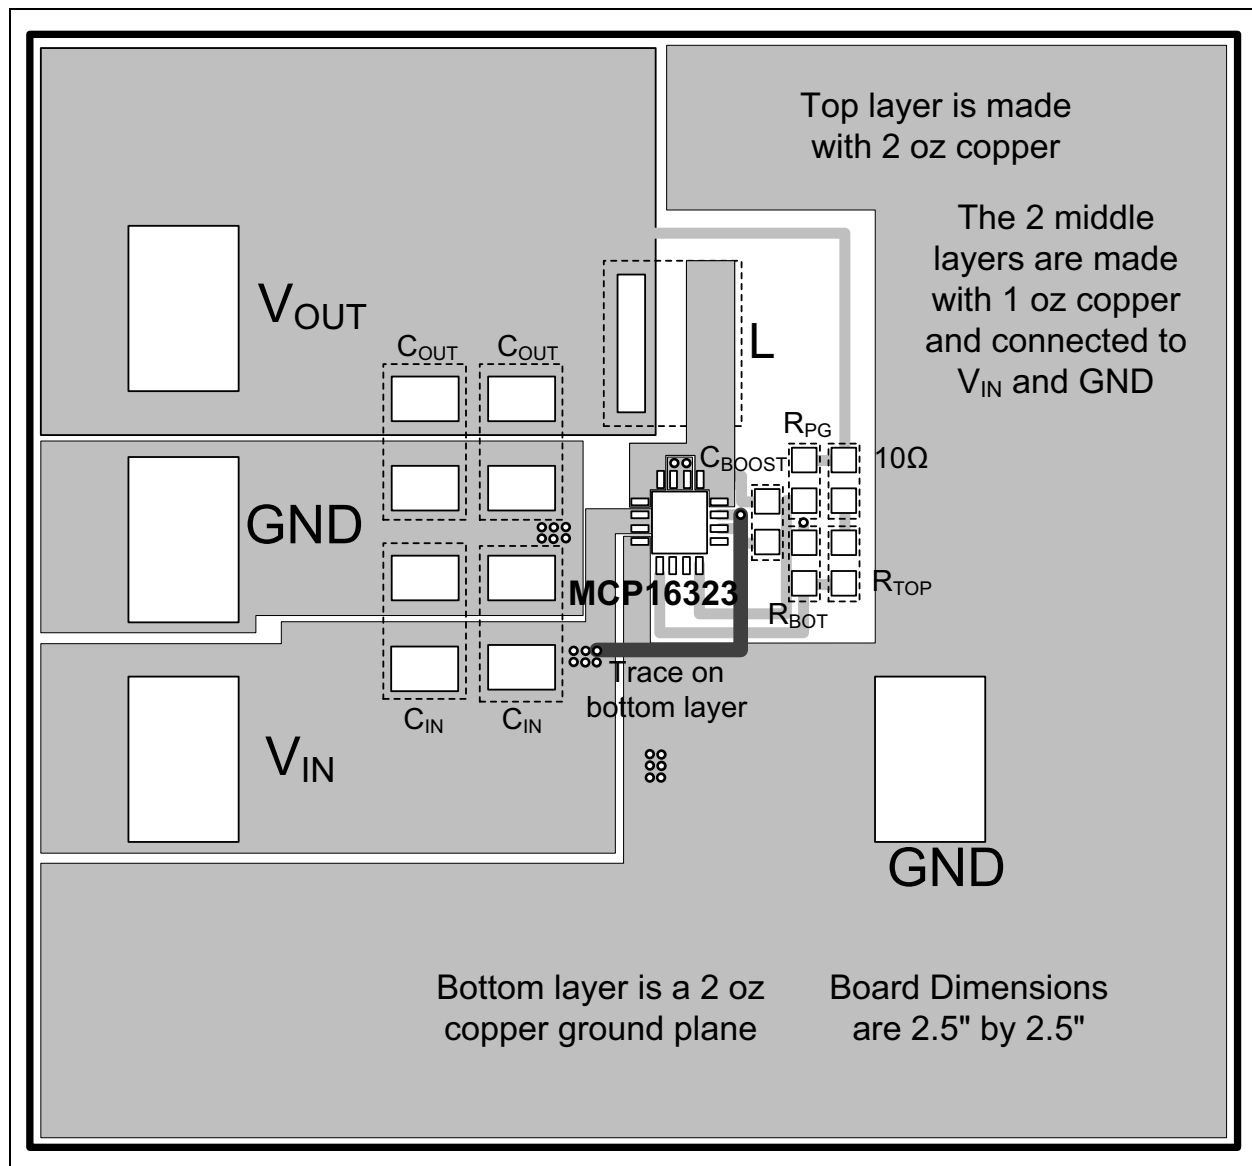 Top layer is made
with 2 oz copper
The 2 middle
layers are made
with 1 oz copper
and connected to
VIN and GND
VOUT
COUT
COUT
L
RPG
CBOOST
10Ω
GND
MCP16323
RTOP
RBOT
Trace on
bottom layer
CIN
CIN
VIN
GND
Bottom layer is a 2 oz
copper ground plane
Board Dimensions
are 2.5" by 2.5"